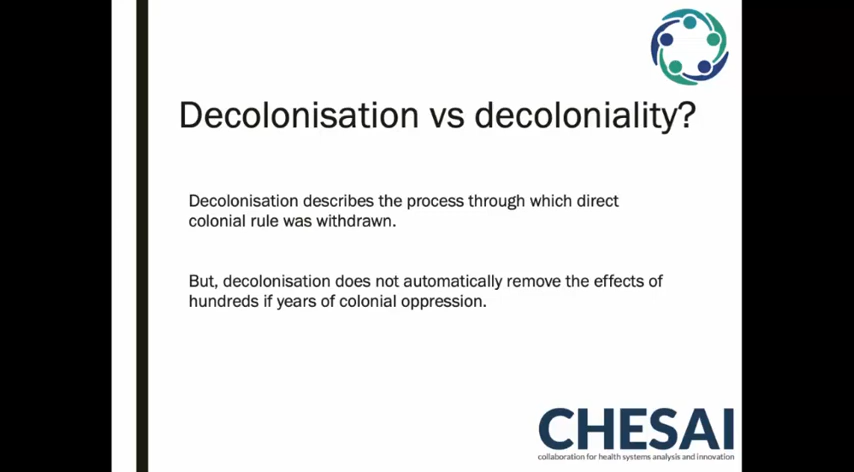 Decolonisation vs decoloniality?
Decolonisation describes the process through which direct
colonial rule was withdrawn.
But, decolonisation does not automatically remove the effects of
hundreds if years of colonial oppression.
CHESAI
collaboration for health systems analysis and innovation